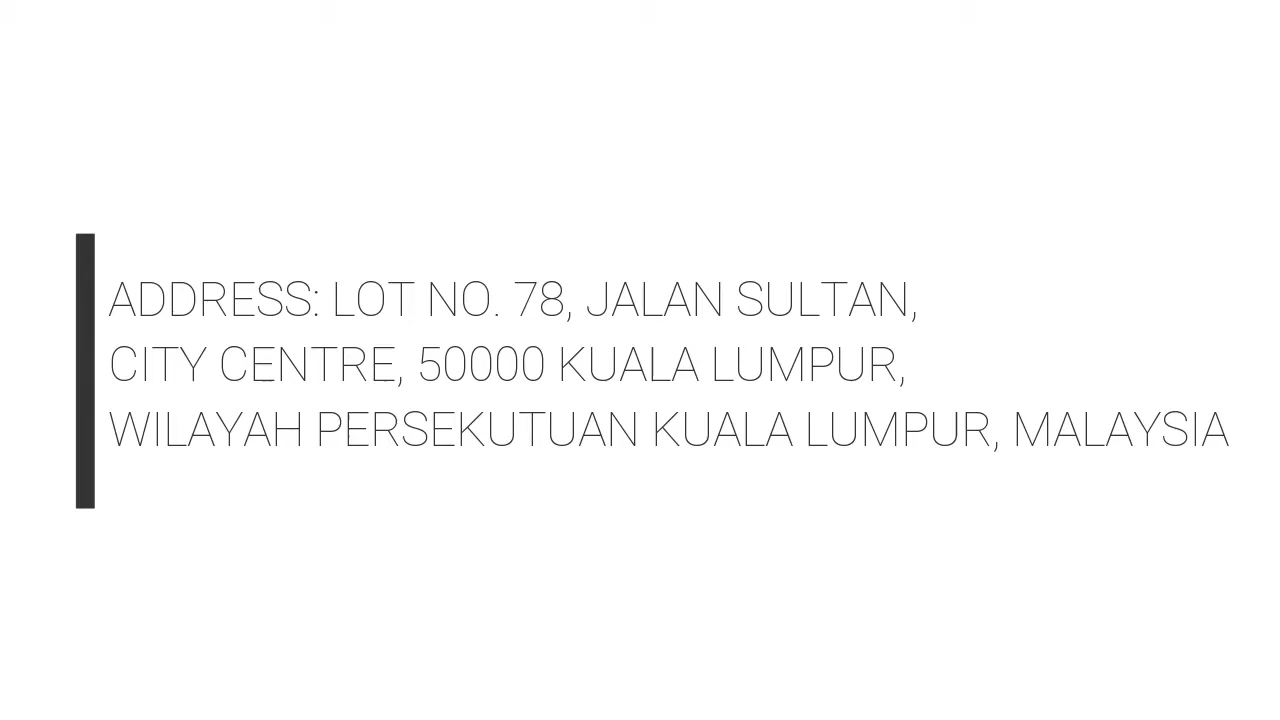 ADDRESS: LOT NO. 78, JALAN SULTAN,
CITY CENTRE, 50000 KUALA LUMPUR,
WILAYAH PERSEKUTUAN KUALA LUMPUR, MALAYSIA